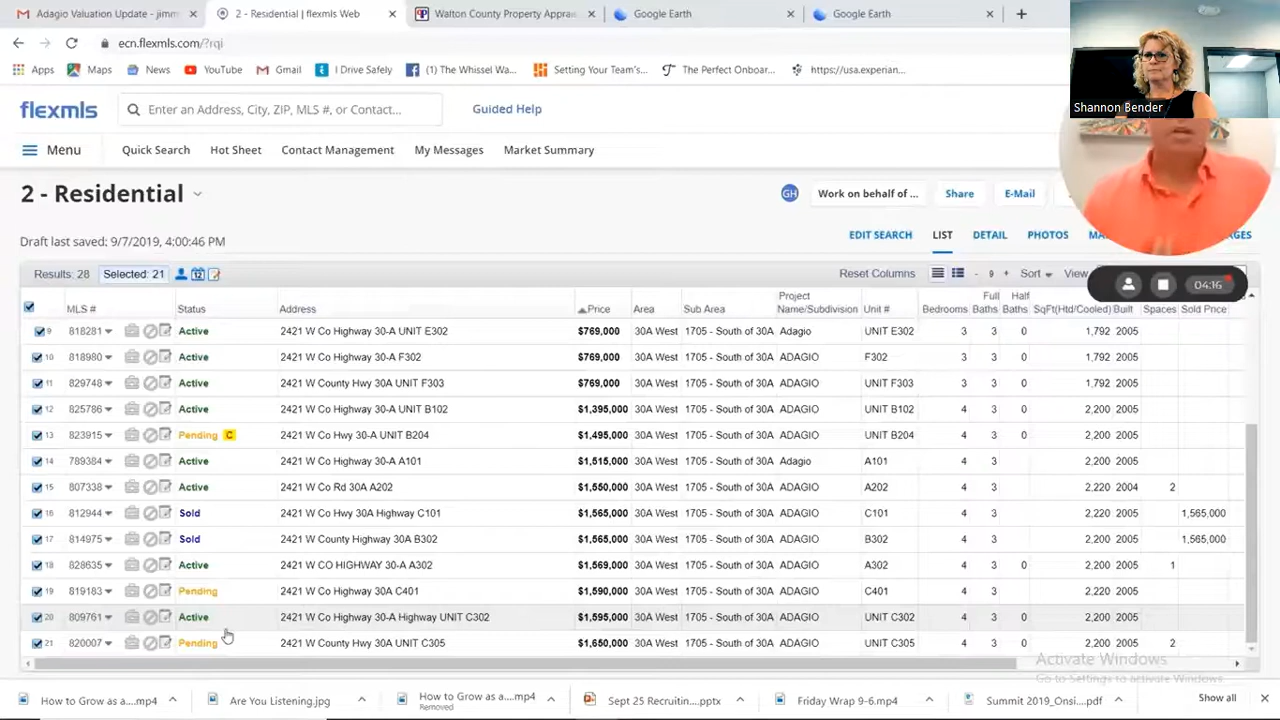 Adagio Valuation Update - jimm
2 - Residential | flexmls Web
Walton County Property Apprai
Google Earth
Google Earth
ecn.flexmls.com/?rqi
Apps
Maps
News
YouTube
Gmail
I Drive Safely
(1) The Whissel Wa...
Setting Your Team's...
The Perfect Onboar...
https://usa.experian...
Shannon Bender
flexmls
Enter an Address, City, ZIP, MLS #, or Contact...
Guided Help
Menu
Quick Search
Hot Sheet
Contact Management
My Messages
Market Summary
2 - Residential
GH
Work on behalf of ...
Share
E-Mail
Draft last saved: 9/7/2019, 4:00:46 PM
EDIT SEARCH
LIST
DETAIL
PHOTOS
Results: 28
Selected: 21
12
Reset Columns
- 9 +
Sort
View
04:16
MLS # Status Address Price Area Sub Area Project Name/Subdivision Unit # Bedrooms Full Baths Half Baths SqFt(Htd/Cooled) Built Spaces Sold Price
9 818281 Active 2421 W Co Highway 30-A UNIT E302 $769,000 30A West 1705 - South of 30A Adagio UNIT E302 3 3 0 1,792 2005
10 818980 Active 2421 W Co Highway 30-A F302 $769,000 30A West 1705 - South of 30A ADAGIO F302 3 3 0 1,792 2005
11 829748 Active 2421 W County Hwy 30A UNIT F303 $769,000 30A West 1705 - South of 30A ADAGIO UNIT F303 3 3 0 1,792 2005
12 825786 Active 2421 W Co Highway 30-A UNIT B102 $1,395,000 30A West 1705 - South of 30A ADAGIO UNIT B102 4 3 0 2,200 2005
13 823915 Pending C 2421 W Co Hwy 30-A UNIT B204 $1,495,000 30A West 1705 - South of 30A ADAGIO UNIT B204 4 3 0 2,200 2005
14 789384 Active 2421 W Co Highway 30-A A101 $1,515,000 30A West 1705 - South of 30A Adagio A101 4 3 2,200 2005
15 807338 Active 2421 W Co Rd 30A A202 $1,550,000 30A West 1705 - South of 30A ADAGIO A202 4 3 2,220 2004 2
16 812944 Sold 2421 W Co Hwy 30A Highway C101 $1,565,000 30A West 1705 - South of 30A ADAGIO C101 4 3 0 2,200 2005 1,565,000
17 814975 Sold 2421 W County Highway 30A B302 $1,565,000 30A West 1705 - South of 30A ADAGIO B302 4 3 0 2,200 2005 1,565,000
18 828635 Active 2421 W CO HIGHWAY 30-A A302 $1,569,000 30A West 1705 - South of 30A ADAGIO A302 4 3 0 2,200 2005 1
19 819183 Pending 2421 W Co Highway 30A C401 $1,590,000 30A West 1705 - South of 30A ADAGIO C401 4 3 0 2,200 2005
20 809761 Active 2421 W Co Highway 30-A Highway UNIT C302 $1,595,000 30A West 1705 - South of 30A ADAGIO UNIT C302 4 3 0 2,200 2005
21 820007 Pending 2421 W County Hwy 30A UNIT C305 $1,650,000 30A West 1705 - South of 30A ADAGIO UNIT C305 4 3 0 2,200 2005 2
Activate Windows
Go to Settings to activate Windows.
How to Grow as a....mp4
Are You Listening.jpg
How to Grow as a....mp4
Removed
Sept 25 Recruitin....pptx
Friday Wrap 9-6.mp4
Summit 2019_Onsi....pdf
Show all